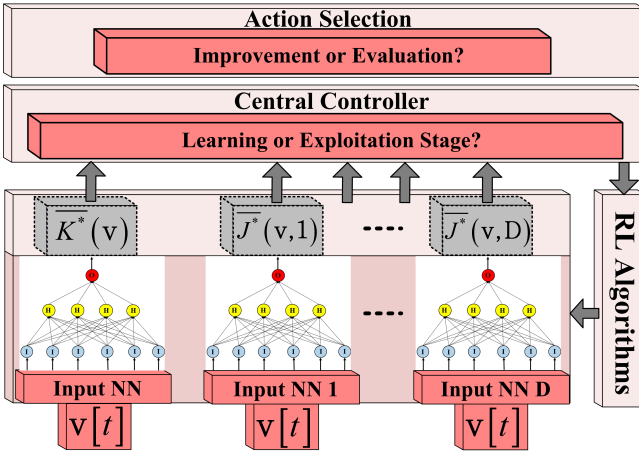 Action Selection
Improvement or Evaluation?
Central Controller
Learning or Exploitation Stage?
K* (v)
J* (v,1)
J* (v,D)
RL Algorithms
O
O
O
H H H H
H H H H
H H H H
I I I I I I
I I I I I I
I I I I I I
Input NN
Input NN 1
Input NN D
v[t]
v[t]
v[t]